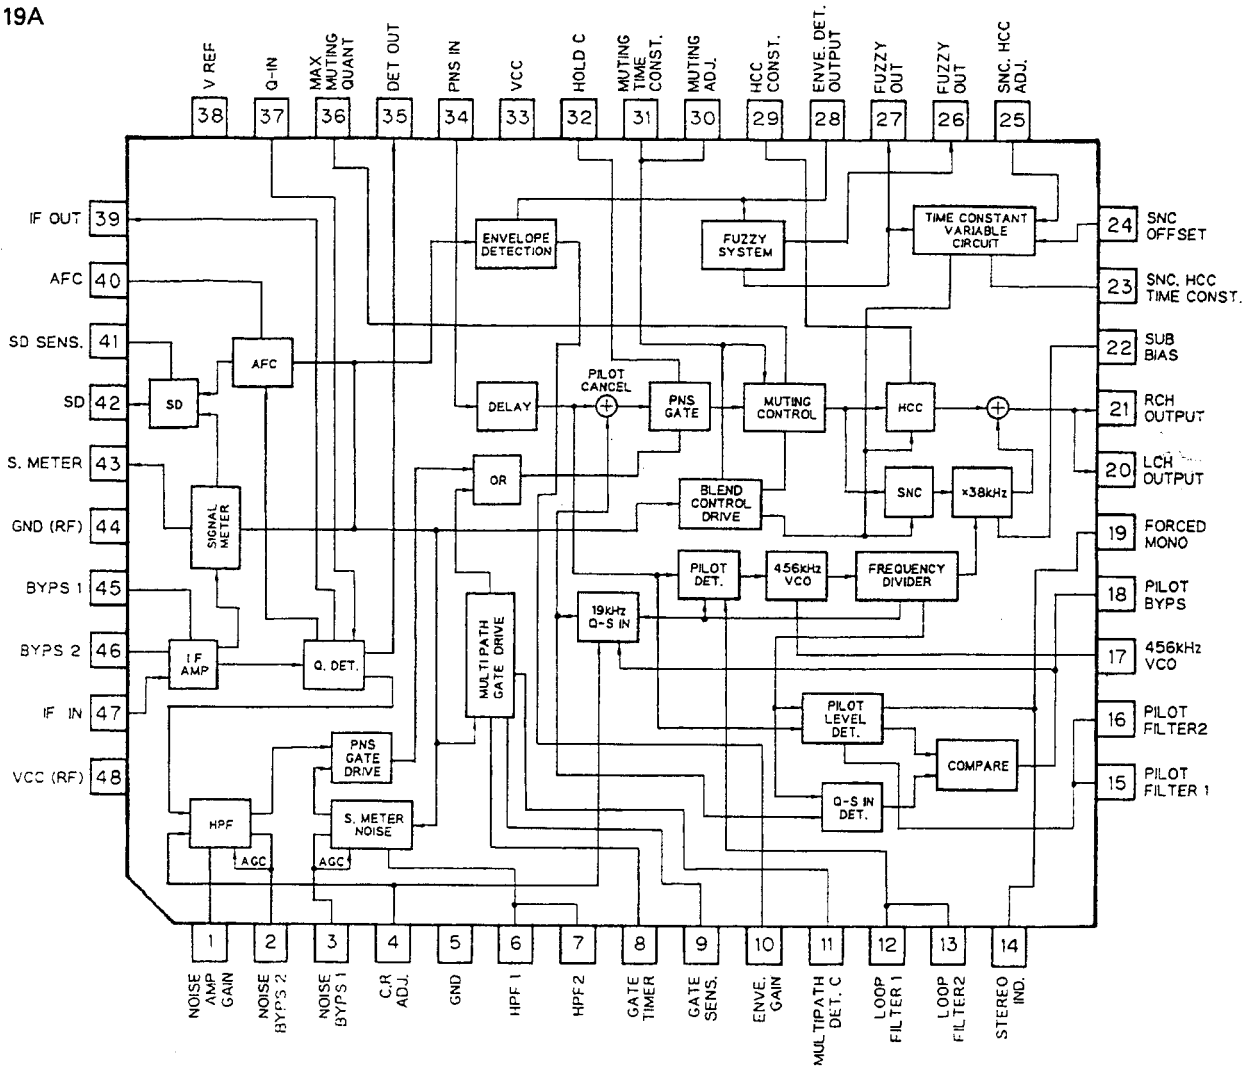 19A
V REF
Q-IN
MAX
MUTING
QUANT
DET OUT
PNS IN
VCC
HOLD C
MUTING
TIME
CONST.
MUTING
ADJ.
HCC
CONST.
ENVE. DET.
OUTPUT
FUZZY
OUT
FUZZY
OUT
SNC. HCC
ADJ.
38
37
36
35
34
33
32
31
30
29
28
27
26
25
IF OUT
39
AFC
40
SD SENS.
41
SD
42
S. METER
43
GND (RF)
44
BYPS 1
45
BYPS 2
46
IF IN
47
VCC (RF)
48
ENVELOPE
DETECTION
FUZZY
SYSTEM
TIME CONSTANT
VARIABLE
CIRCUIT
AFC
SD
DELAY
PILOT
CANCEL
PNS
GATE
MUTING
CONTROL
HCC
OR
BLEND
CONTROL
DRIVE
SNC
×38kHz
SIGNAL
METER
PILOT
DET.
456kHz
VCO
FREQUENCY
DIVIDER
19kHz
Q-S IN
I.F
AMP
Q. DET.
MULTIPATH
GATE DRIVE
PILOT
LEVEL
DET.
COMPARE
PNS
GATE
DRIVE
Q-S IN
DET.
HPF
S. METER
NOISE
AGC
AGC
24
SNC
OFFSET
23
SNC. HCC
TIME CONST.
22
SUB
BIAS
21
RCH
OUTPUT
20
LCH
OUTPUT
19
FORCED
MONO
18
PILOT
BYPS
17
456kHz
VCO
16
PILOT
FILTER2
15
PILOT
FILTER 1
1
2
3
4
5
6
7
8
9
10
11
12
13
14
NOISE
AMP
GAIN
NOISE
BYPS 2
NOISE
BYPS 1
C.R
ADJ.
GND
HPF 1
HPF2
GATE
TIMER
GATE
SENS.
ENVE.
GAIN
MULTIPATH
DET. C
LOOP
FILTER 1
LOOP
FILTER2
STEREO
IND.